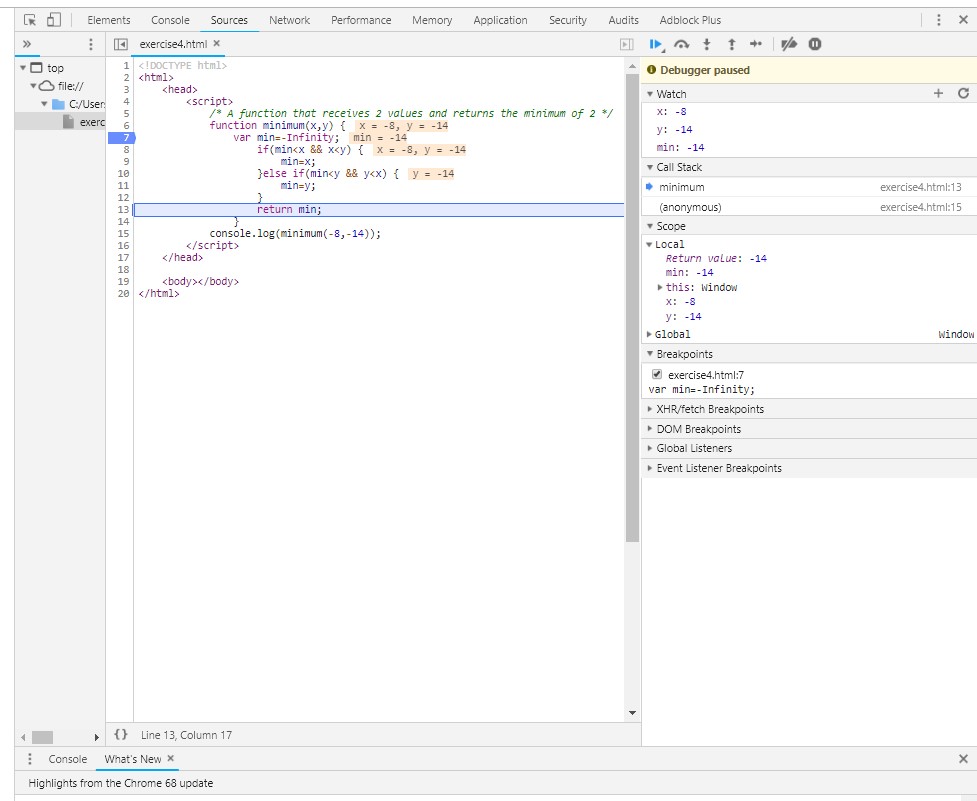 Elements Console Sources Network Performance Memory Application Security Audits Adblock Plus
exercise4.html
Debugger paused
top
file://
C:/User
exerc
1 <!DOCTYPE html>
2 <html>
3 <head>
4 <script>
5 /* A function that receives 2 values and returns the minimum of 2 */
6 function minimum(x,y) { x = -8, y = -14
7 var min=-Infinity; min = -14
8 if(min<x && x<y) { x = -8, y = -14
9 min=x;
10 }else if(min<y && y<x) { y = -14
11 min=y;
12 }
13 return min;
14 }
15 console.log(minimum(-8,-14));
16 </script>
17 </head>
18
19 <body></body>
20 </html>
Watch
x: -8
y: -14
min: -14
Call Stack
minimum exercise4.html:13
(anonymous) exercise4.html:15
Scope
Local
Return value: -14
min: -14
this: Window
x: -8
y: -14
Global Window
Breakpoints
exercise4.html:7
var min=-Infinity;
XHR/fetch Breakpoints
DOM Breakpoints
Global Listeners
Event Listener Breakpoints
{} Line 13, Column 17
Console What's New
Highlights from the Chrome 68 update